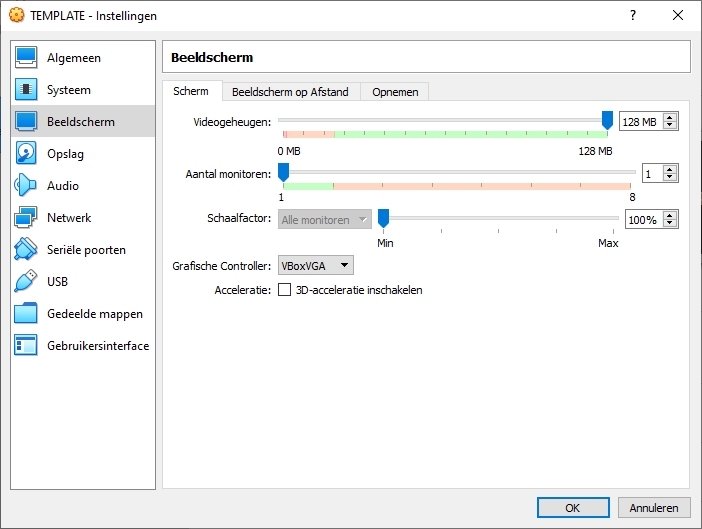 TEMPLATE - Instellingen
Algemeen
Systeem
Beeldscherm
Opslag
Audio
Netwerk
Seriële poorten
USB
Gedeelde mappen
Gebruikersinterface
Beeldscherm
Scherm Beeldscherm op Afstand Opnemen
Videogeheugen: 128 MB
0 MB 128 MB
Aantal monitoren: 1
1 8
Schaalfactor: Alle monitoren 100%
Min Max
Grafische Controller: VBoxVGA
Acceleratie: 3D-acceleratie inschakelen
OK Annuleren